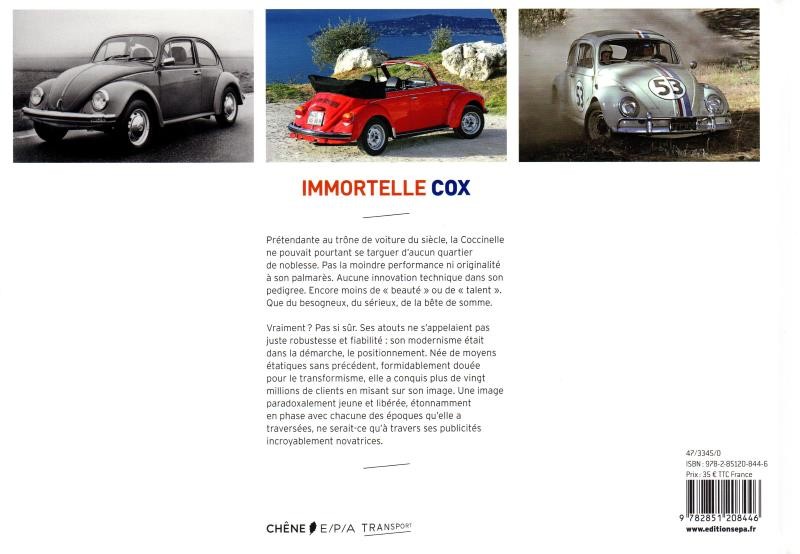 53
53
IMMORTELLE COX
Prétendante au trône de voiture du siècle, la Coccinelle
ne pouvait pourtant se targuer d'aucun quartier
de noblesse. Pas la moindre performance ni originalité
à son palmarès. Aucune innovation technique dans son
pedigree. Encore moins de « beauté » ou de « talent ».
Que du besogneux, du sérieux, de la bête de somme.
Vraiment ? Pas si sûr. Ses atouts ne s'appelaient pas
juste robustesse et fiabilité : son modernisme était
dans la démarche, le positionnement. Née de moyens
étatiques sans précédent, formidablement douée
pour le transformisme, elle a conquis plus de vingt
millions de clients en misant sur son image. Une image
paradoxalement jeune et libérée, étonnamment
en phase avec chacune des époques qu'elle a
traversées, ne serait-ce qu'à travers ses publicités
incroyablement novatrices.
CHÊNE E/P/A TRANSPORT
47/3345/0
ISBN : 978-2-85120-844-6
Prix : 35 € TTC France
9 782851 208446
www.editionsepa.fr